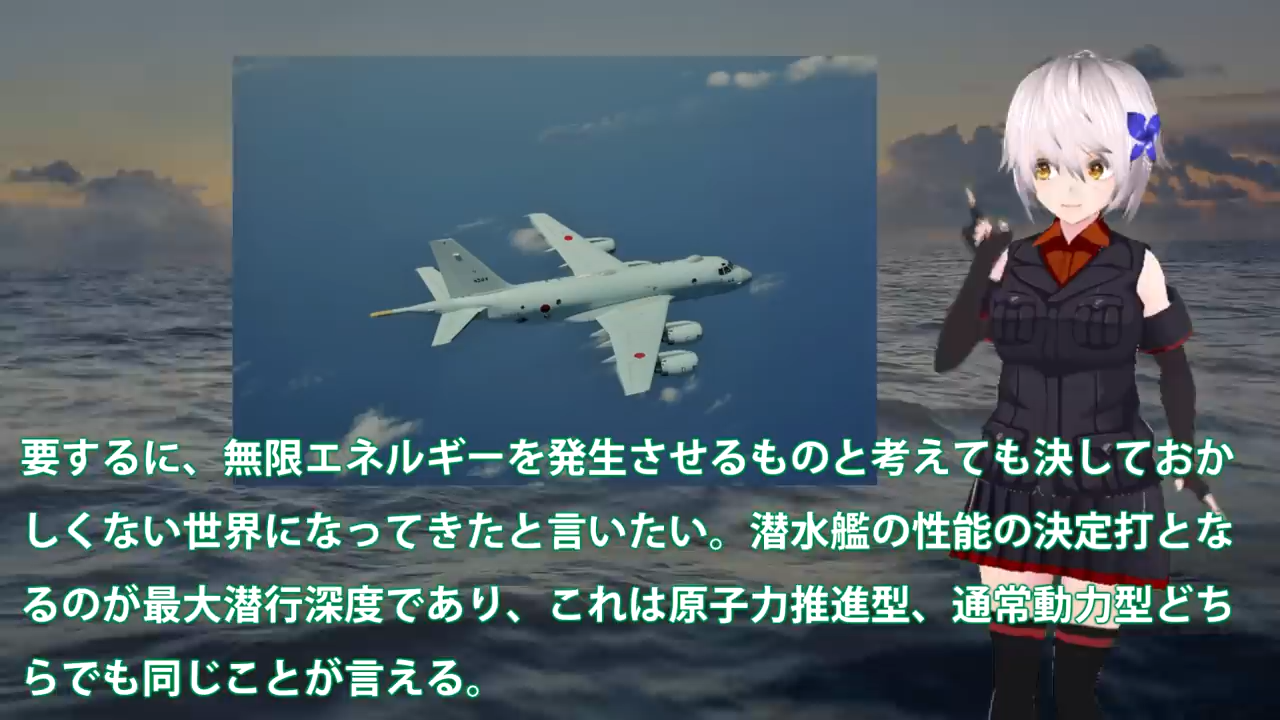 要するに、無限エネルギーを発生させるものと考えても決しておか
しくない世界になってきたと言いたい。潜水艦の性能の決定打とな
るのが最大潜行深度であり、これは原子力推進型、通常動力型どち
らでも同じことが言える。